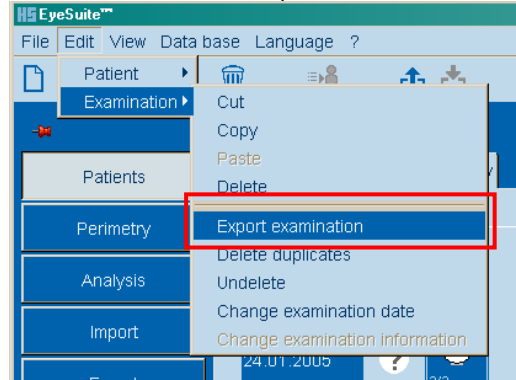 HS EyeSuite™
File Edit View Data base Language ?
Patient
Examination
Cut
Copy
Paste
Delete
Export examination
Delete duplicates
Undelete
Change examination date
Change examination information
Patients
Perimetry
Analysis
Import
24.01.2005
?